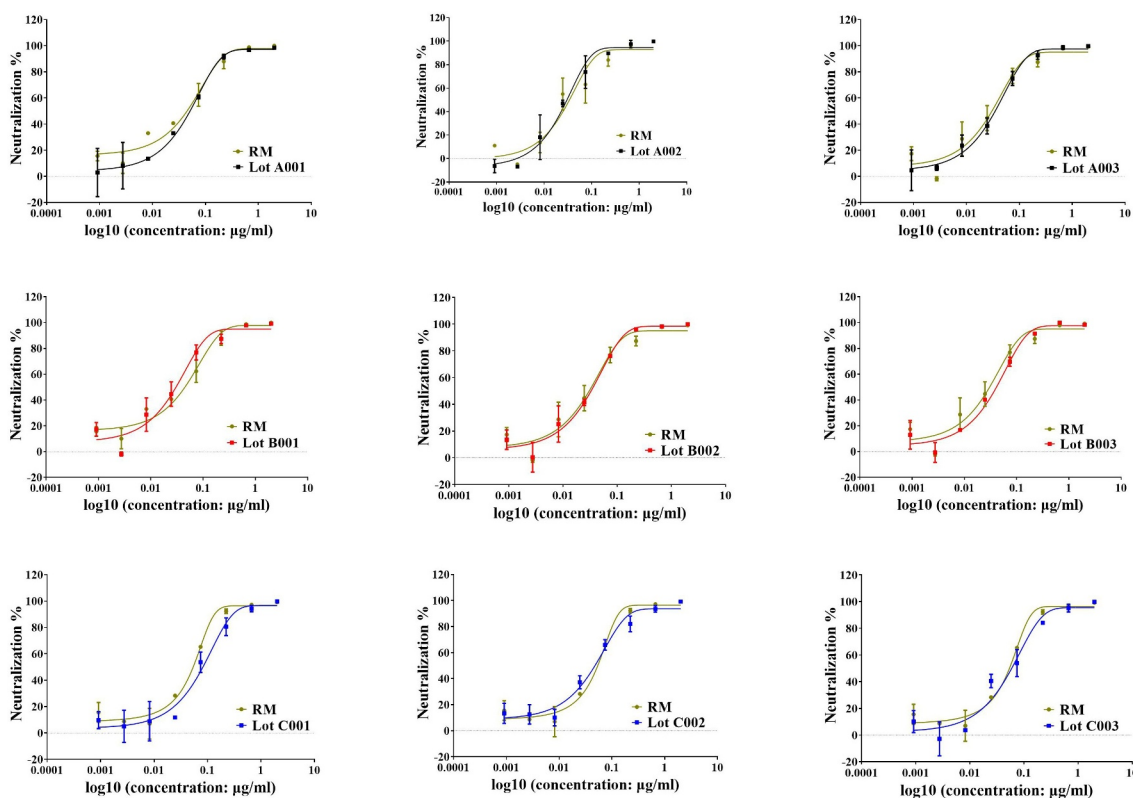 Neutralization %
120
100
80
60
40
20
0
20
RM
Lot A001
0.0001 0.001 0.01 0.1 1 10
log10 (concentration: µg/ml)
Neutralization %
120
100
80
60
40
20
0
20
RM
Lot A002
0.0001 0.001 0.01 0.1 1 10
log10 (concentration: µg/ml)
Neutralization %
120
100
80
60
40
20
0
20
RM
Lot A003
0.0001 0.001 0.01 0.1 1 10
log10 (concentration: µg/ml)
Neutralization %
120
100
80
60
40
20
0
20
RM
Lot B001
0.0001 0.001 0.01 0.1 1 10
log10 (concentration: µg/ml)
Neutralization %
120
100
80
60
40
20
0
20
RM
Lot B002
0.0001 0.001 0.01 0.1 1 10
log10 (concentration: µg/ml)
Neutralization %
120
100
80
60
40
20
0
20
RM
Lot B003
0.0001 0.001 0.01 0.1 1 10
log10 (concentration: µg/ml)
Neutralization %
120
100
80
60
40
20
0
20
RM
Lot C001
0.0001 0.001 0.01 0.1 1 10
log10 (concentration: µg/ml)
Neutralization %
120
100
80
60
40
20
0
20
RM
Lot C002
0.0001 0.001 0.01 0.1 1 10
log10 (concentration: µg/ml)
Neutralization %
120
100
80
60
40
20
0
20
RM
Lot C003
0.0001 0.001 0.01 0.1 1 10
log10 (concentration: µg/ml)